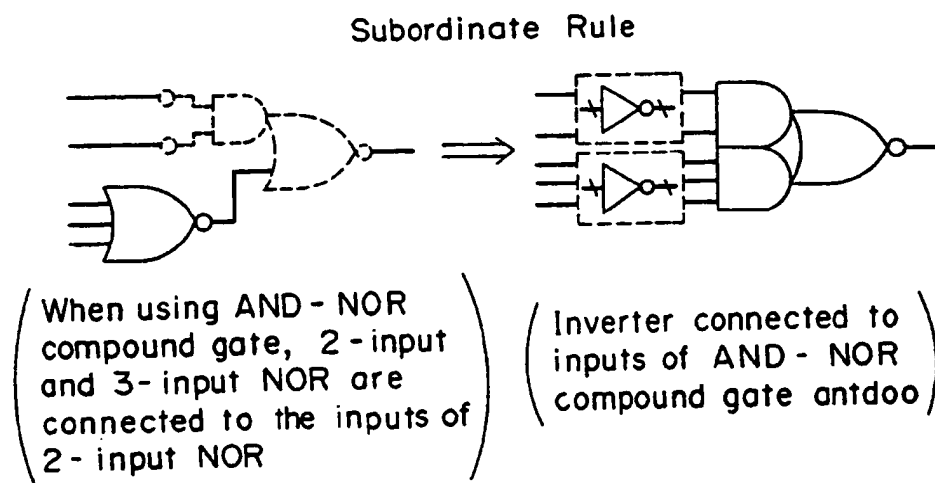 Subordinate Rule
When using AND-NOR
compound gate, 2-input
and 3-input NOR are
connected to the inputs of
2-input NOR
Inverter connected to
inputs of AND-NOR
compound gate antdoo